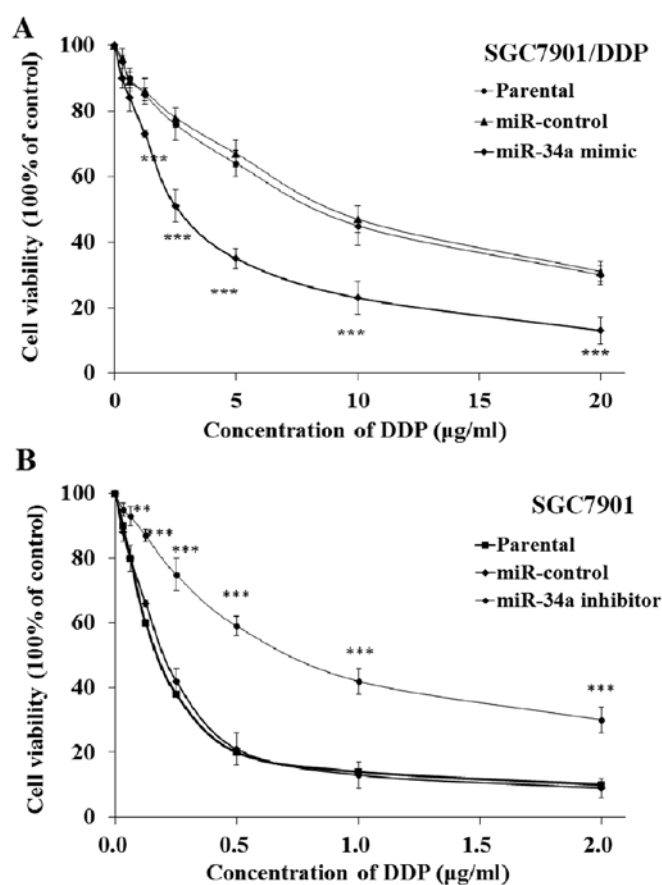 A
SGC7901/DDP
Parental
miR-control
miR-34a mimic
Cell viability (100% of control)
100
80
60
40
20
0
***
***
***
***
***
0
5
10
15
20
Concentration of DDP (µg/ml)
B
SGC7901
Parental
miR-control
miR-34a inhibitor
Cell viability (100% of control)
100
80
60
40
20
0
**
***
***
***
***
***
0.0
0.5
1.0
1.5
2.0
Concentration of DDP (µg/ml)